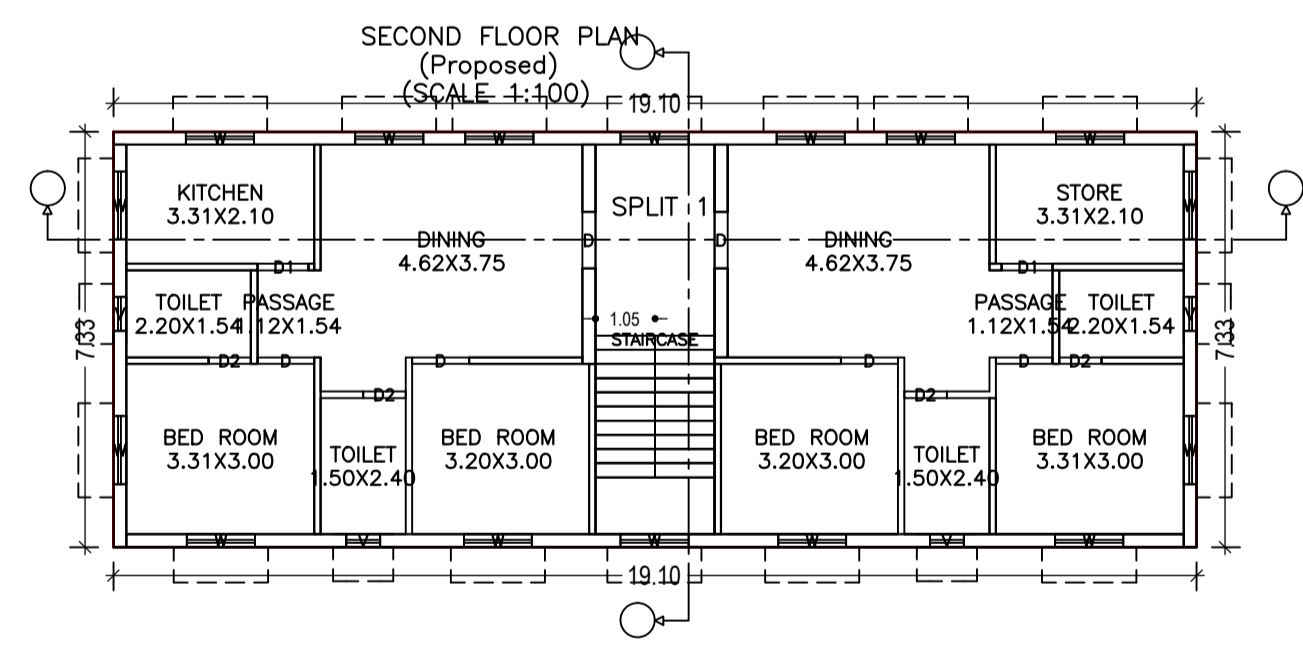 SECOND FLOOR PLAN
(Proposed)
(SCALE 1:100)
19.10
W W W W W W W
KITCHEN
3.31X2.10
SPLIT 1
STORE
3.31X2.10
W W
DINING
4.62X3.75
D D
DINING
4.62X3.75
D1 D1
TOILET
2.20X1.54
PASSAGE
1.12X1.54
1.05
STAIRCASE
PASSAGE
1.12X1.54
TOILET
2.20X1.54
V V
7.33 7.33
D2 D D D D D2
D2 D2
BED ROOM
3.31X3.00
TOILET
1.50X2.40
BED ROOM
3.20X3.00
BED ROOM
3.20X3.00
TOILET
1.50X2.40
BED ROOM
3.31X3.00
W W
W V W W W V W
19.10